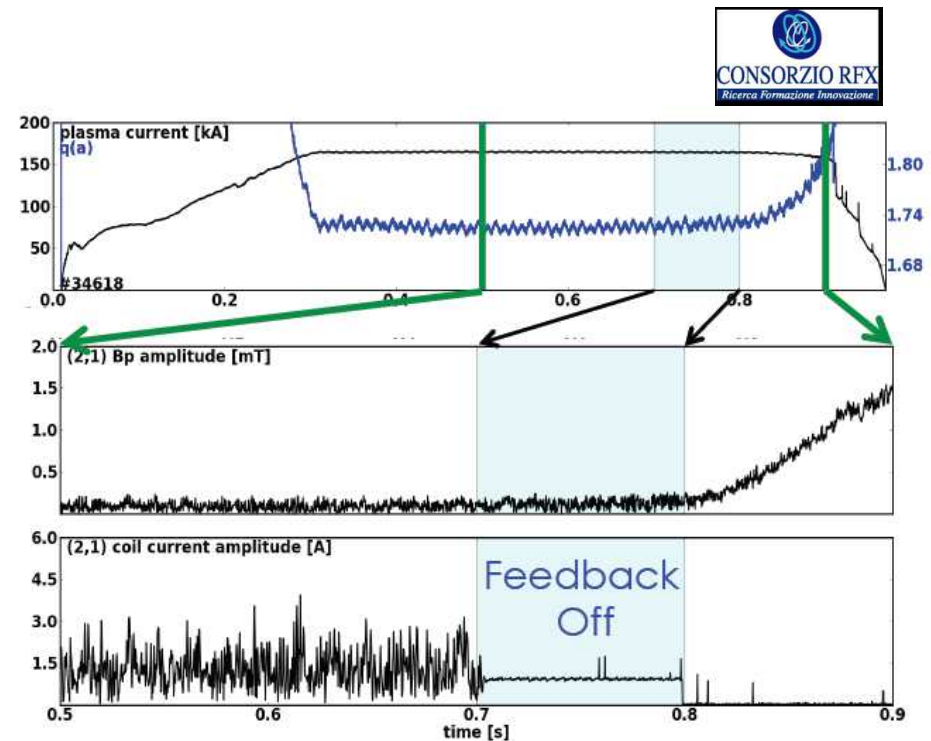 CONSORZIO RFX
Ricerca Formazione Innovazione
200
plasma current [kA]
q(a)
150
100
50
1.80
1.74
1.68
#34618
0.0
0.2
0.4
0.6
0.8
2.0
(2,1) Bp amplitude [mT]
1.5
1.0
0.5
6.0
(2,1) coil current amplitude [A]
4.5
3.0
1.5
Feedback
Off
0.5
0.6
0.7
0.8
0.9
time [s]